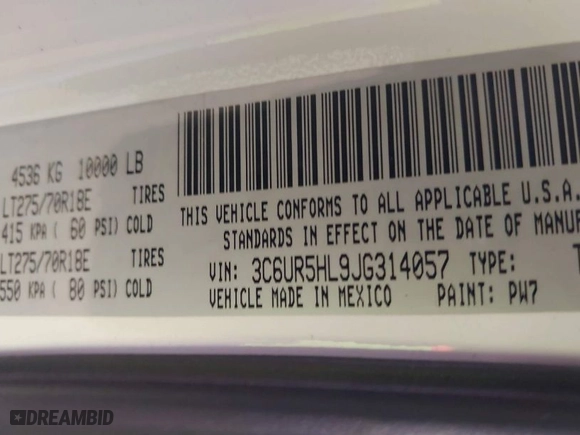 4536 KG 10000 LB
LT275/70R18E TIRES
415 KPA ( 60 PSI) COLD
LT275/70R18E TIRES
550 KPA ( 80 PSI) COLD
THIS VEHICLE CONFORMS TO ALL APPLICABLE U.S.A.
STANDARDS IN EFFECT ON THE DATE OF MANUF
VIN: 3C6UR5HL9JG314057 TYPE: T
VEHICLE MADE IN MEXICO PAINT: PW7
DREAMBID